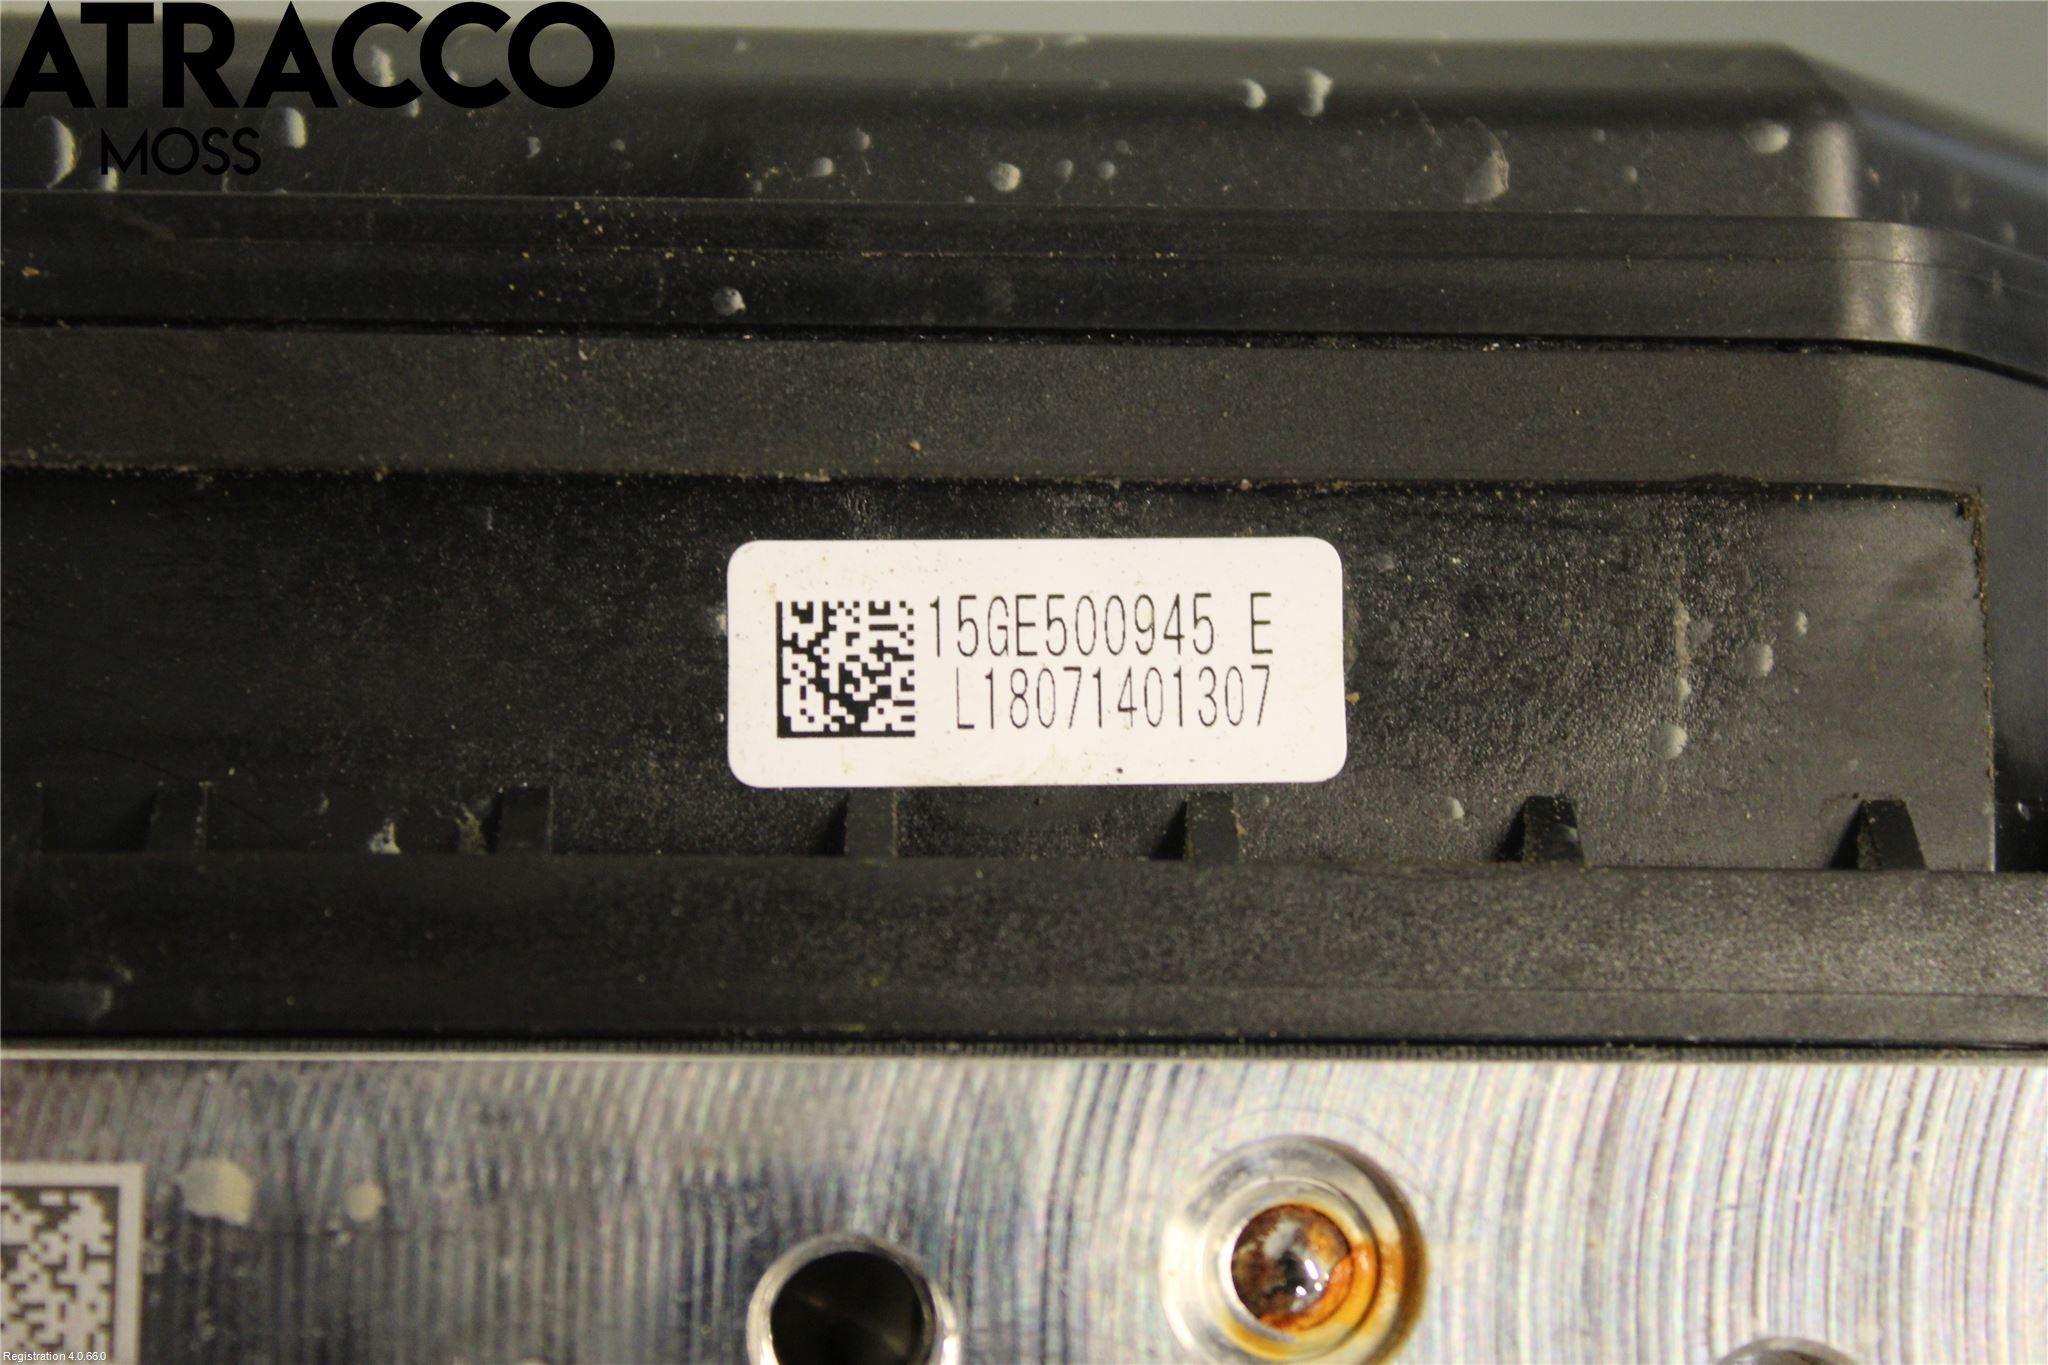 ATRACCO
MOSS
15GE500945 E
L18071401307
Registration 4.0.66.0